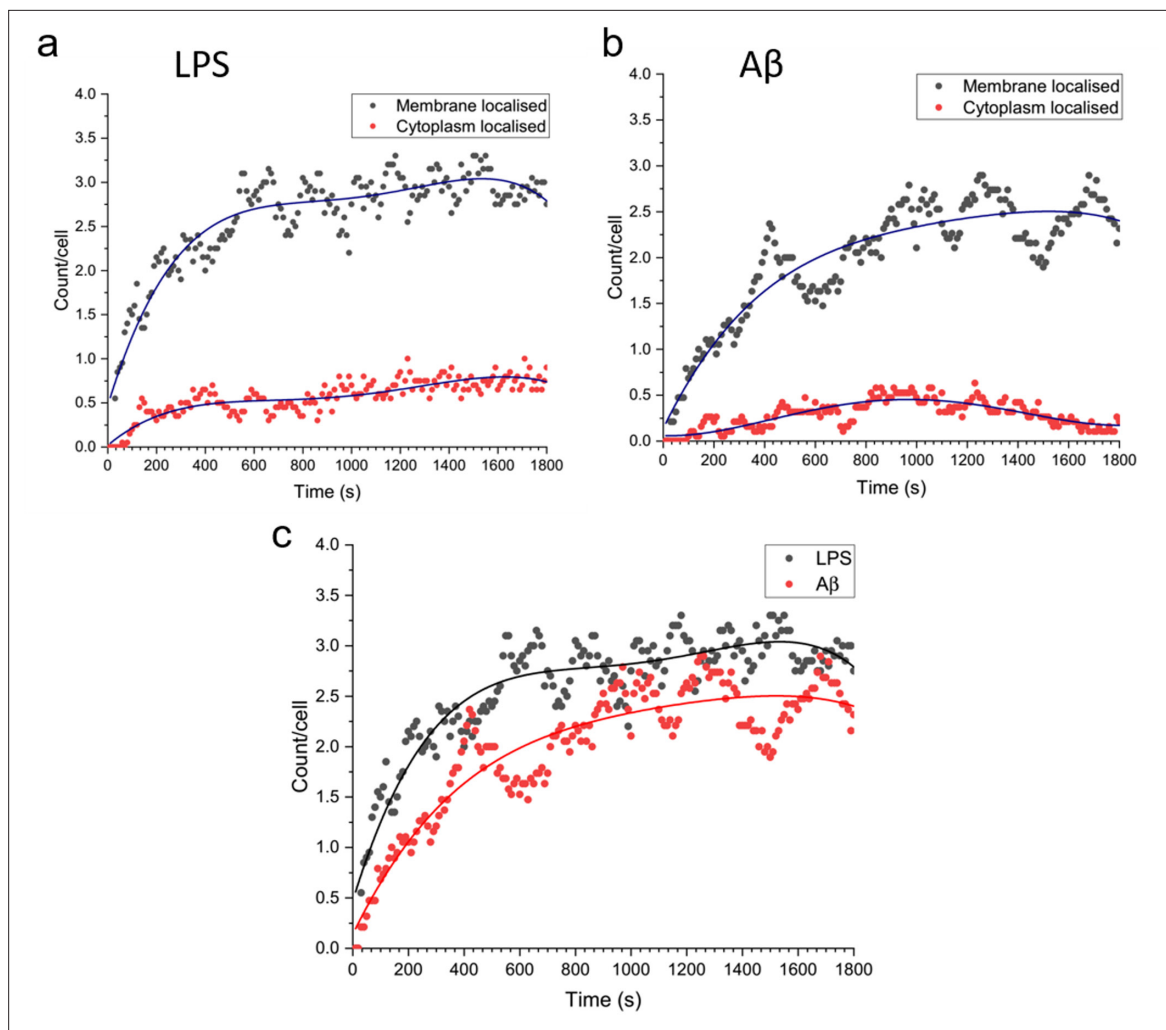 a
LPS
Membrane localised
Cytoplasm localised
4.0
3.5
3.0
2.5
2.0
1.5
1.0
0.5
0.0
Count/cell
0 200 400 600 800 1000 1200 1400 1600 1800
Time (s)
b
Aβ
Membrane localised
Cytoplasm localised
4.0
3.5
3.0
2.5
2.0
1.5
1.0
0.5
0.0
Count/cell
0 200 400 600 800 1000 1200 1400 1600 1800
Time (s)
c
LPS
Aβ
4.0
3.5
3.0
2.5
2.0
1.5
1.0
0.5
0.0
Count/cell
0 200 400 600 800 1000 1200 1400 1600 1800
Time (s)